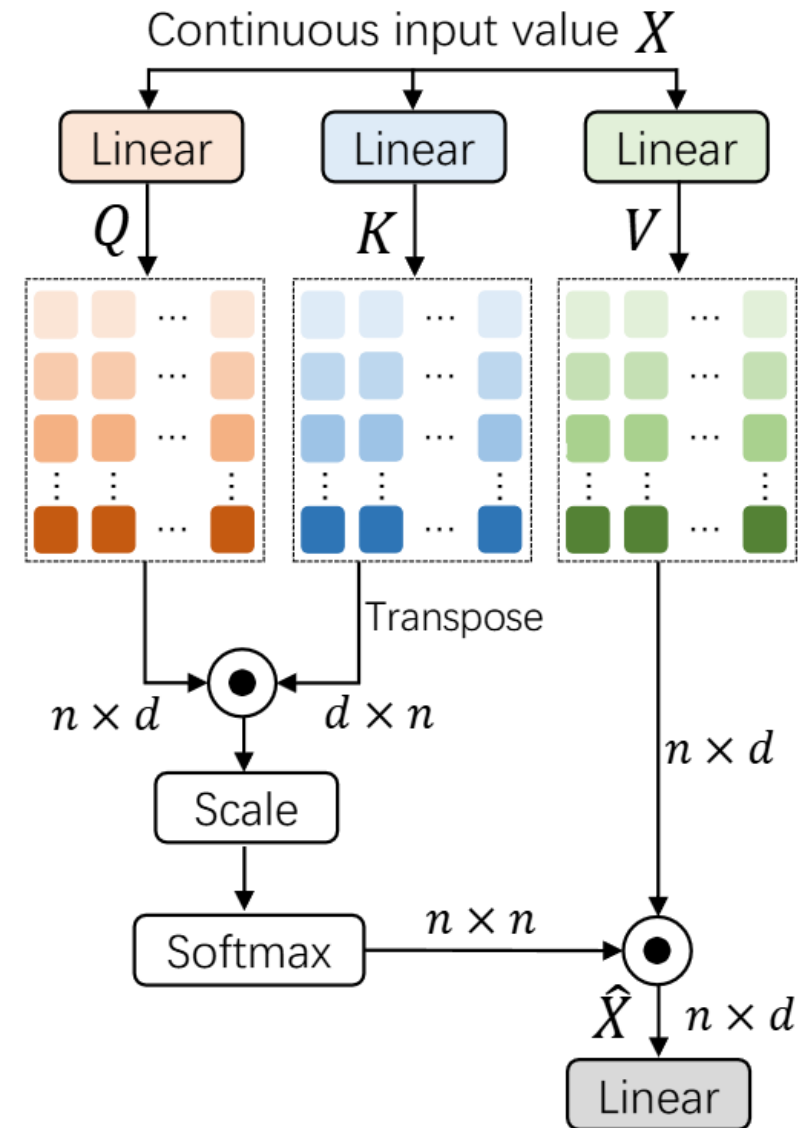 Continuous input value X
Linear Linear Linear
Q K V
... ... ...
... ... ...
... ... ...
⋮ ⋮ ⋮ ⋮ ⋮ ⋮ ⋮ ⋮ ⋮
... ... ...
Transpose
n × d d × n
n × d
Scale
n × n
Softmax
X̂ n × d
Linear